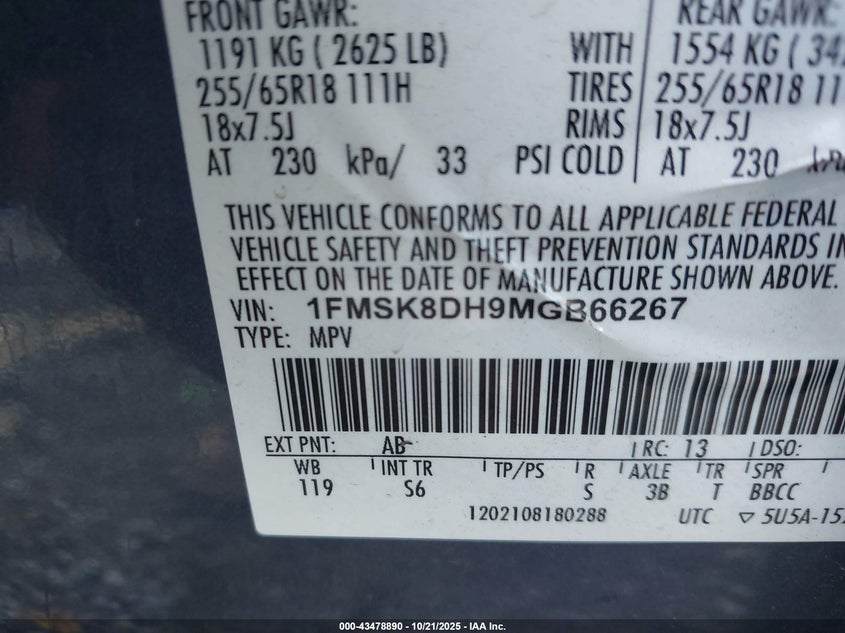 FRONT GAWR: REAR GAWR:
1191 KG ( 2625 LB) WITH 1554 KG (
255/65R18 111H TIRES 255/65R18
18x7.5J RIMS 18x7.5J
AT 230 kPa/ 33 PSI COLD AT 230 kPa
THIS VEHICLE CONFORMS TO ALL APPLICABLE FEDERAL
VEHICLE SAFETY AND THEFT PREVENTION STANDARDS IN
EFFECT ON THE DATE OF MANUFACTURE SHOWN ABOVE.
VIN: 1FMSK8DH9MGB66267
TYPE: MPV
EXT PNT: AB RC: 13 DSO:
WB INT TR TP/PS R AXLE TR SPR
119 S6 S 3B T BBCC
1202108180288 UTC ▽ 5U5A-15
000-43478890 • 10/21/2025 - IAA Inc.